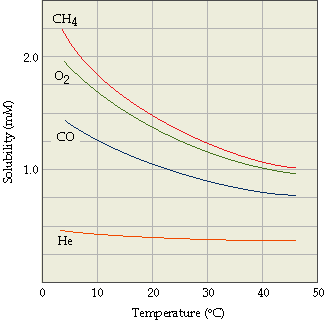 CH₄
2.0
O₂
CO
Solubility (mM)
1.0
He
0 10 20 30 40 50
Temperature (°C)